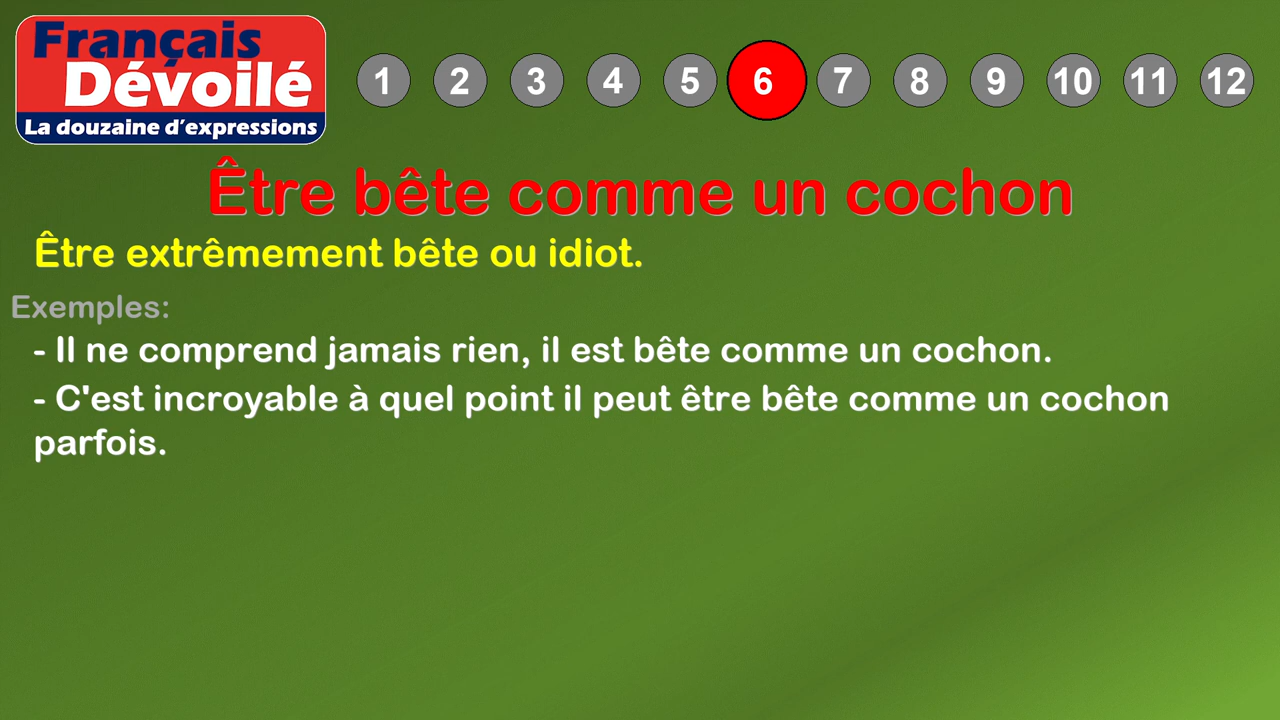 Français
Dévoilé
La douzaine d'expressions
1 2 3 4 5 6 7 8 9 10 11 12
Être bête comme un cochon
Être extrêmement bête ou idiot.
Exemples:
- Il ne comprend jamais rien, il est bête comme un cochon.
- C'est incroyable à quel point il peut être bête comme un cochon
parfois.